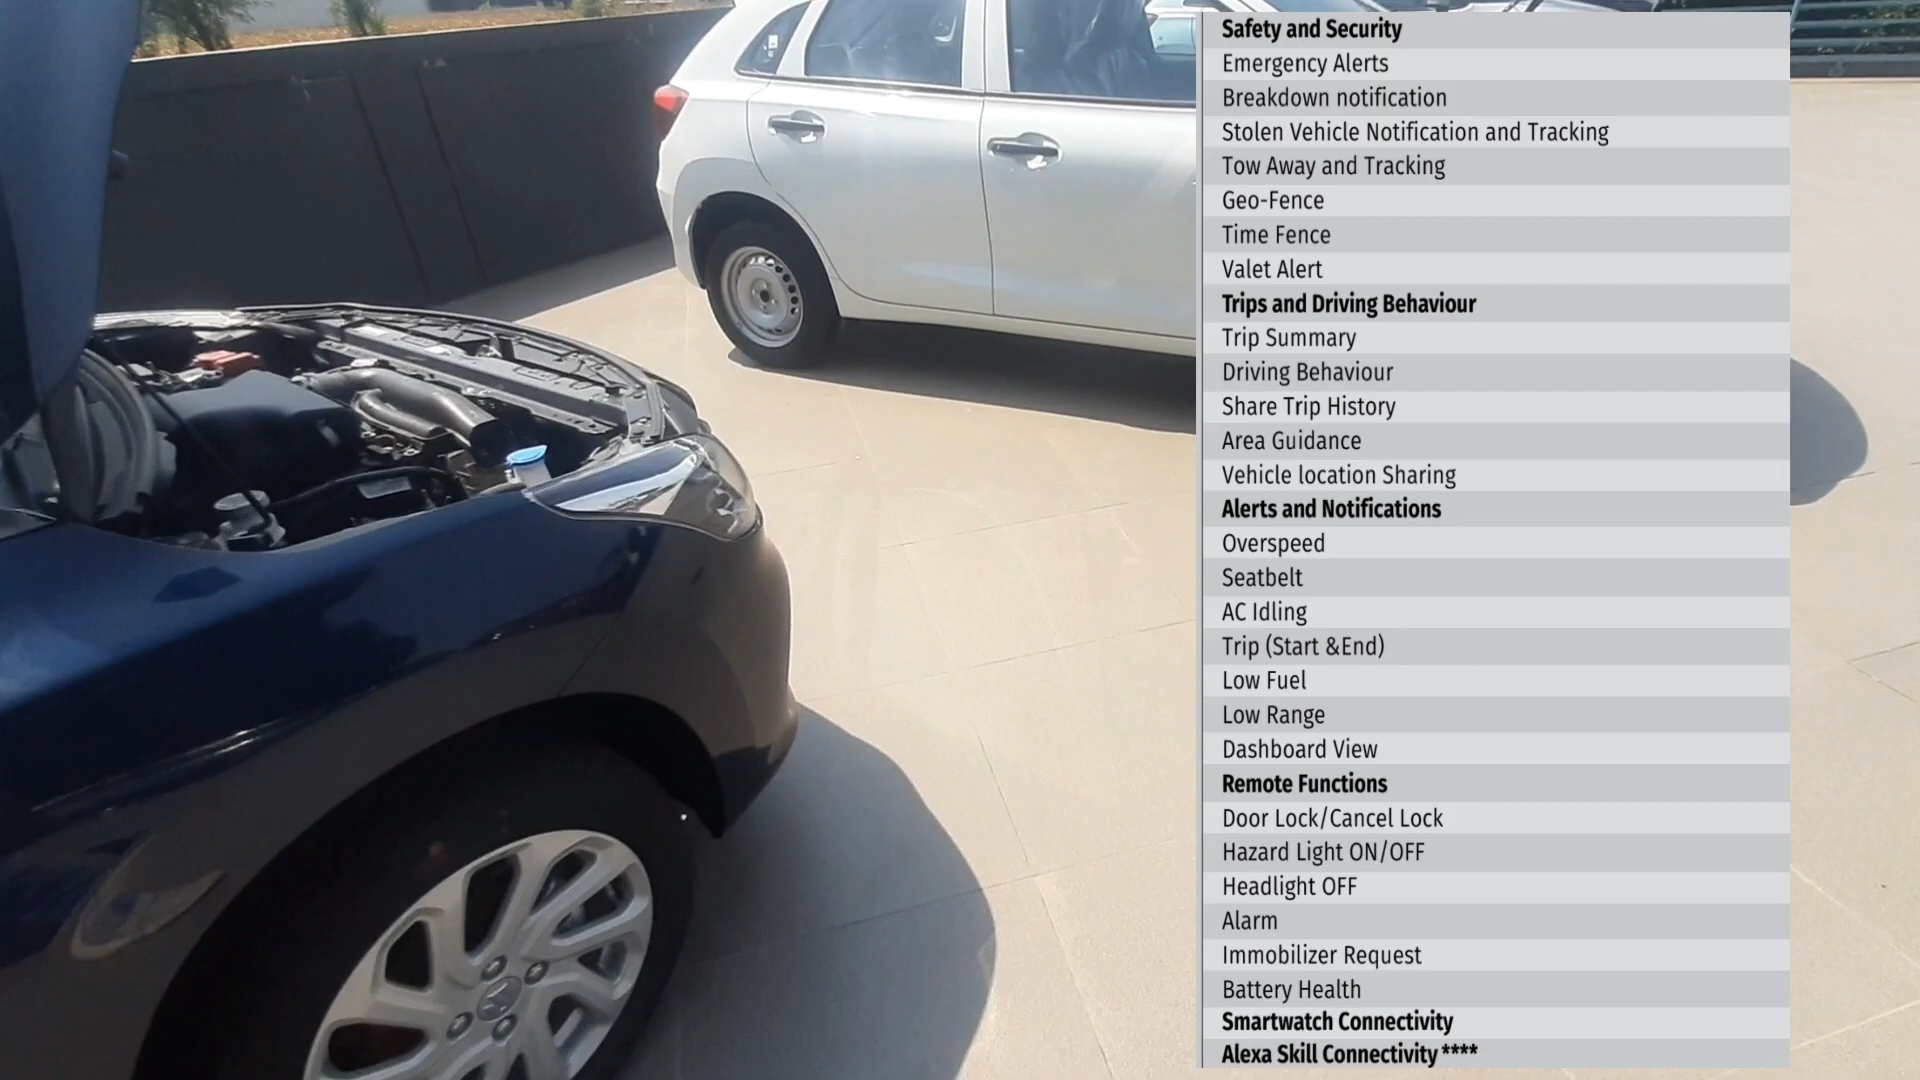 Safety and Security
Emergency Alerts
Breakdown notification
Stolen Vehicle Notification and Tracking
Tow Away and Tracking
Geo-Fence
Time Fence
Valet Alert
Trips and Driving Behaviour
Trip Summary
Driving Behaviour
Share Trip History
Area Guidance
Vehicle location Sharing
Alerts and Notifications
Overspeed
Seatbelt
AC Idling
Trip (Start &End)
Low Fuel
Low Range
Dashboard View
Remote Functions
Door Lock/Cancel Lock
Hazard Light ON/OFF
Headlight OFF
Alarm
Immobilizer Request
Battery Health
Smartwatch Connectivity
Alexa Skill Connectivity ****